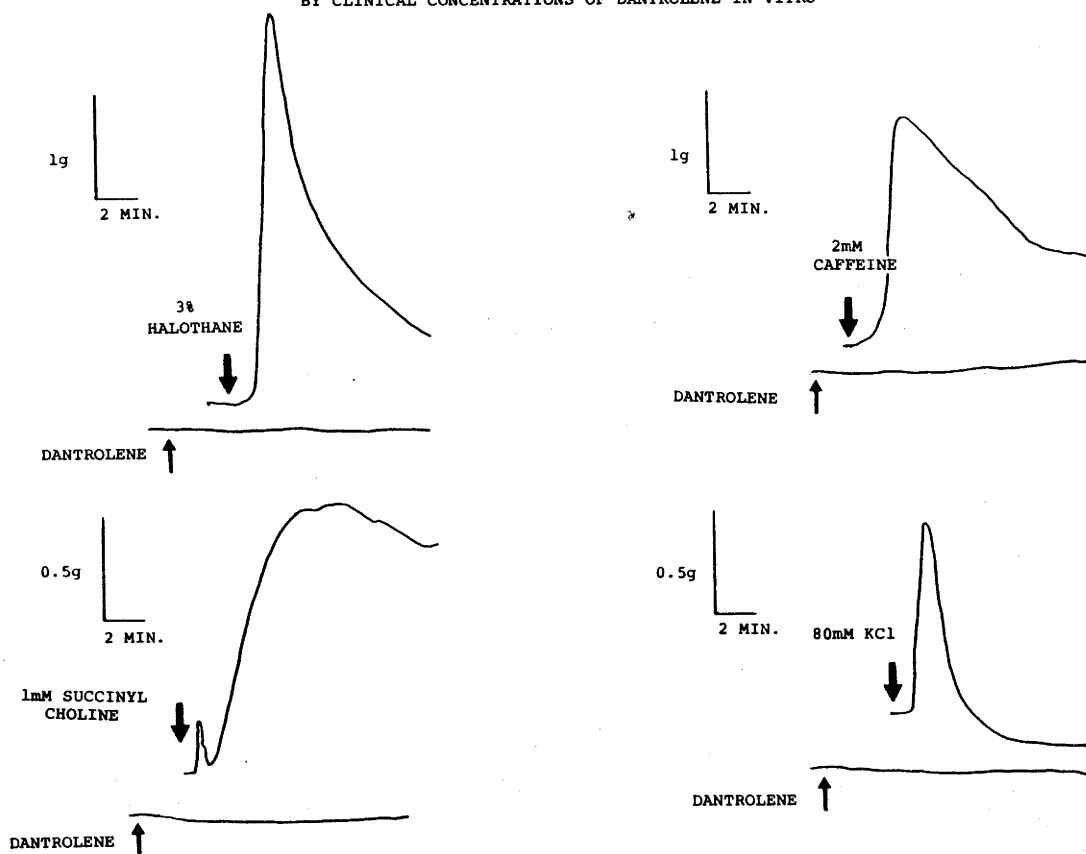 BY CLINICAL CONCENTRATIONS OF DANTROLENE IN VITRO
1g
2 MIN.
3%
HALOTHANE
DANTROLENE
1g
2 MIN.
2mM
CAFFEINE
DANTROLENE
0.5g
2 MIN.
1mM SUCCINYL
CHOLINE
DANTROLENE
0.5g
2 MIN.
80mM KCl
DANTROLENE